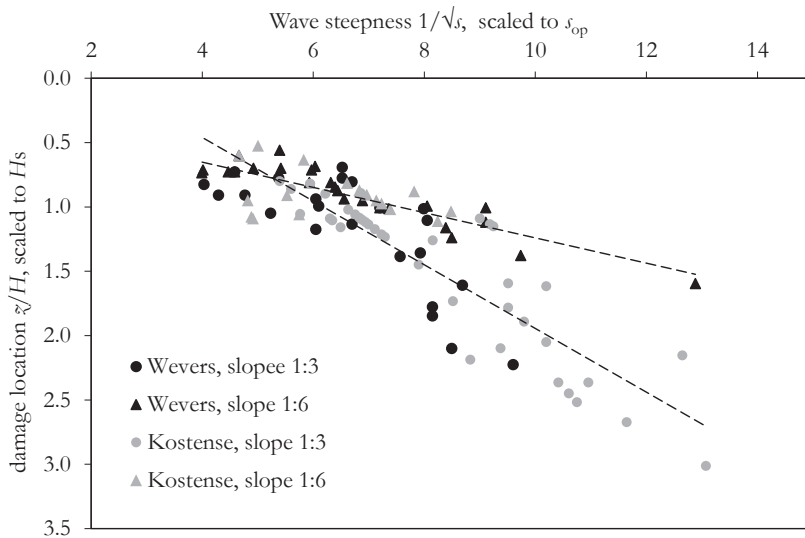 Wave steepness 1/√s, scaled to sop
2 4 6 8 10 12 14
0.0
0.5
1.0
1.5
2.0
2.5
3.0
3.5
damage location z/H, scaled to Hs
Wevers, slopee 1:3
Wevers, slope 1:6
Kostense, slope 1:3
Kostense, slope 1:6